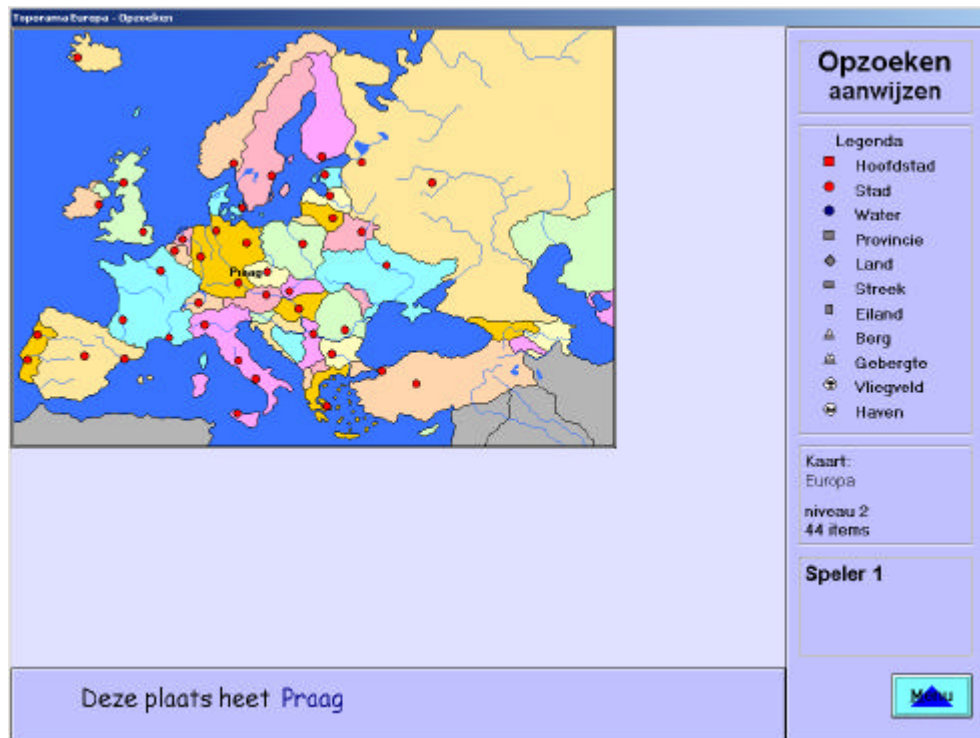 Toporama Europa - Opzoeken
Opzoeken
aanwijzen
Legenda
Hoofdstad
Stad
Water
Provincie
Land
Streek
Eiland
Berg
Gebergte
Vliegveld
Haven
Praag
Kaart:
Europa
niveau 2
44 items
Speler 1
Deze plaats heet Praag
Menu